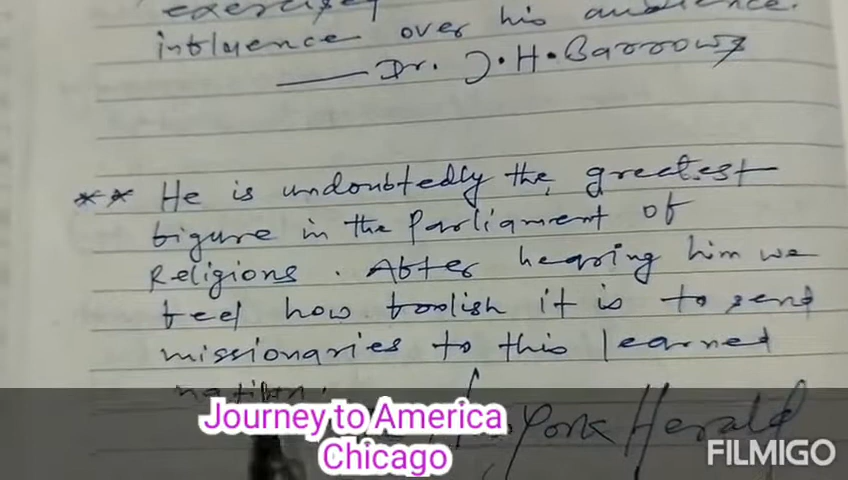 exercised
influence over his audience.
— Dr. J.H. Barrows
** He is undoubtedly the greatest
figure in the Parliament of
Religions. After hearing him we
feel how foolish it is to send
missionaries to this learned
nation.
York Herald
Journey to America
Chicago
FILMIGO